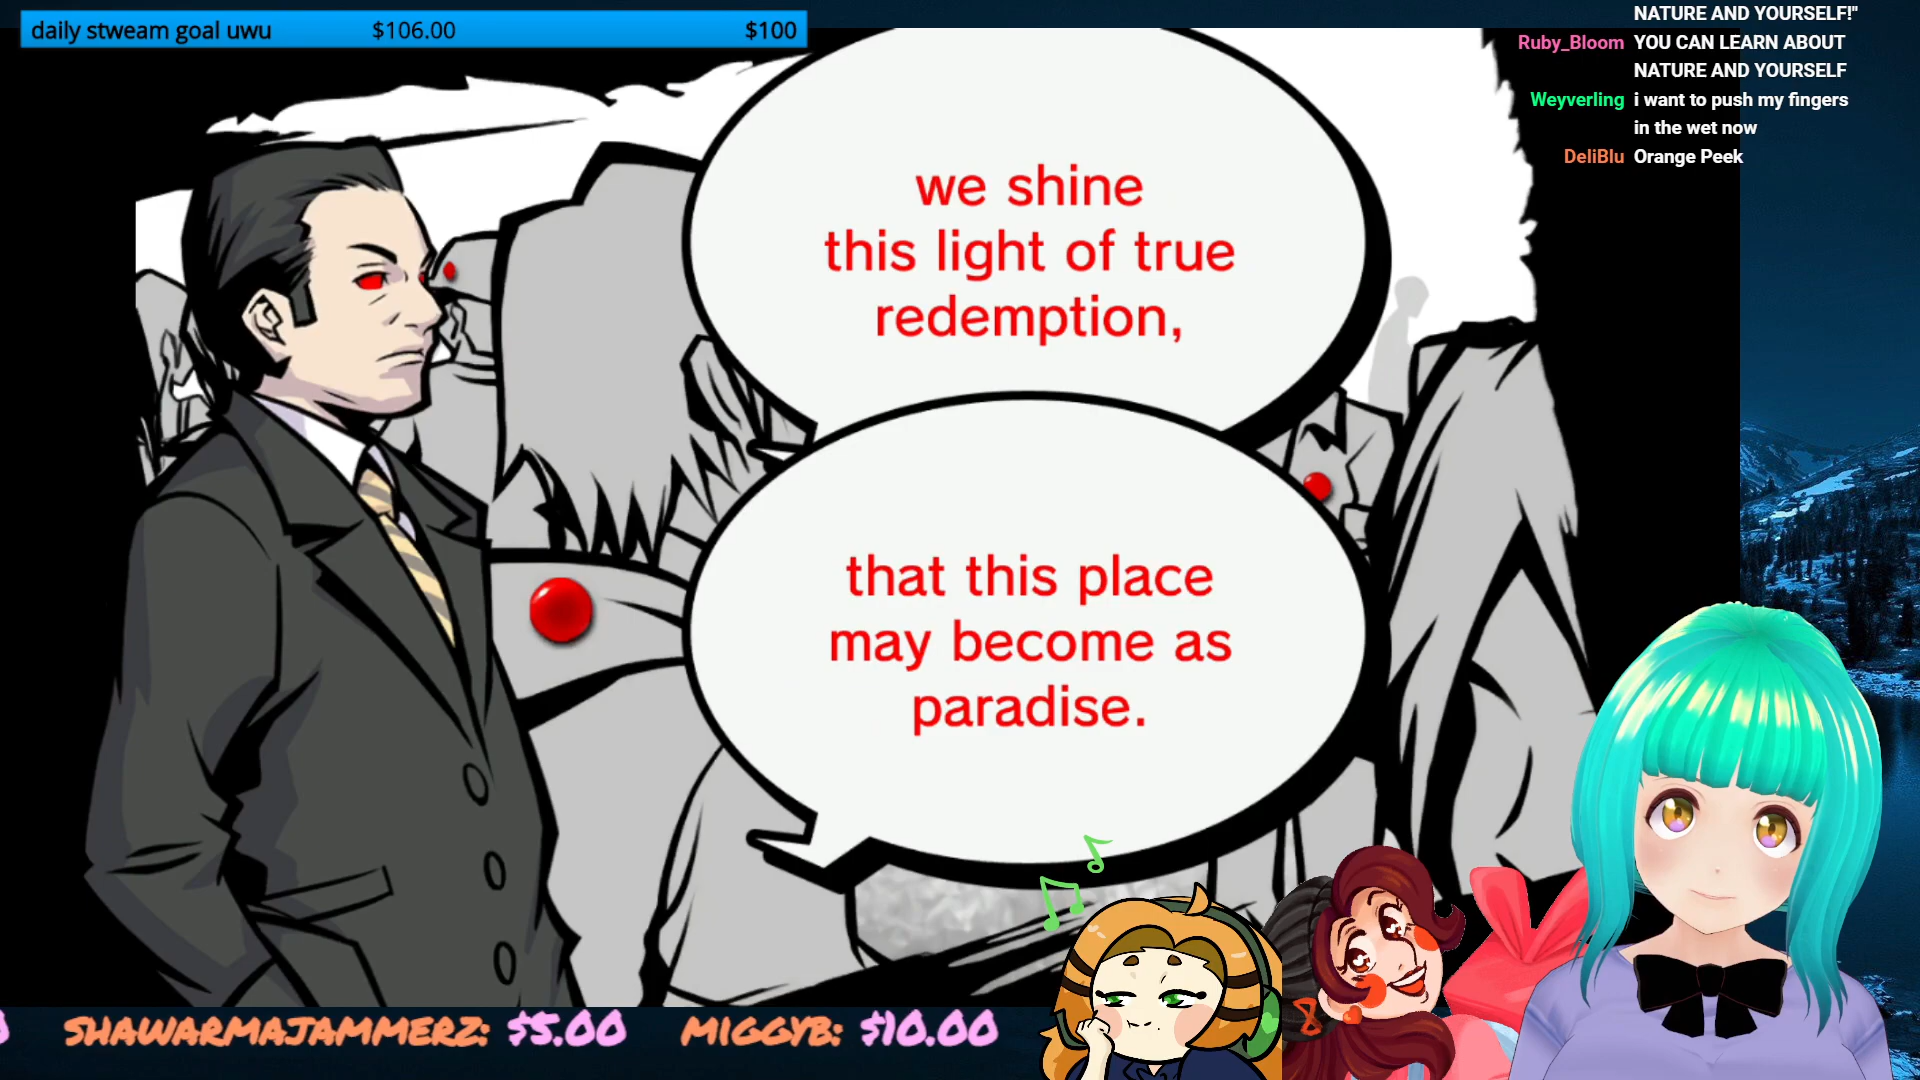 daily stweam goal uwu $106.00 $100
NATURE AND YOURSELF!"
Ruby_Bloom YOU CAN LEARN ABOUT
NATURE AND YOURSELF
Weyverling i want to push my fingers
in the wet now
DeliBlu Orange Peek
we shine
this light of true
redemption,
that this place
may become as
paradise.
SHAWARMAJAMMERZ: $5.00 MIGGYB: $10.00